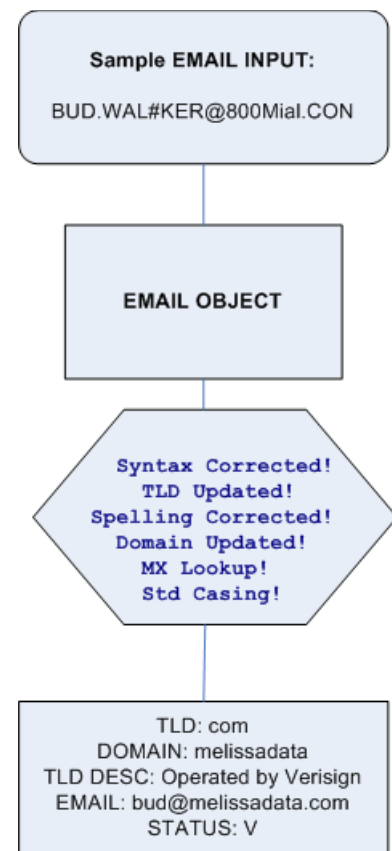 Sample EMAIL INPUT:
BUD.WAL#KER@800Mial.CON
EMAIL OBJECT
Syntax Corrected!
TLD Updated!
Spelling Corrected!
Domain Updated!
MX Lookup!
Std Casing!
TLD: com
DOMAIN: melissadata
TLD DESC: Operated by Verisign
EMAIL: bud@melissadata.com
STATUS: V